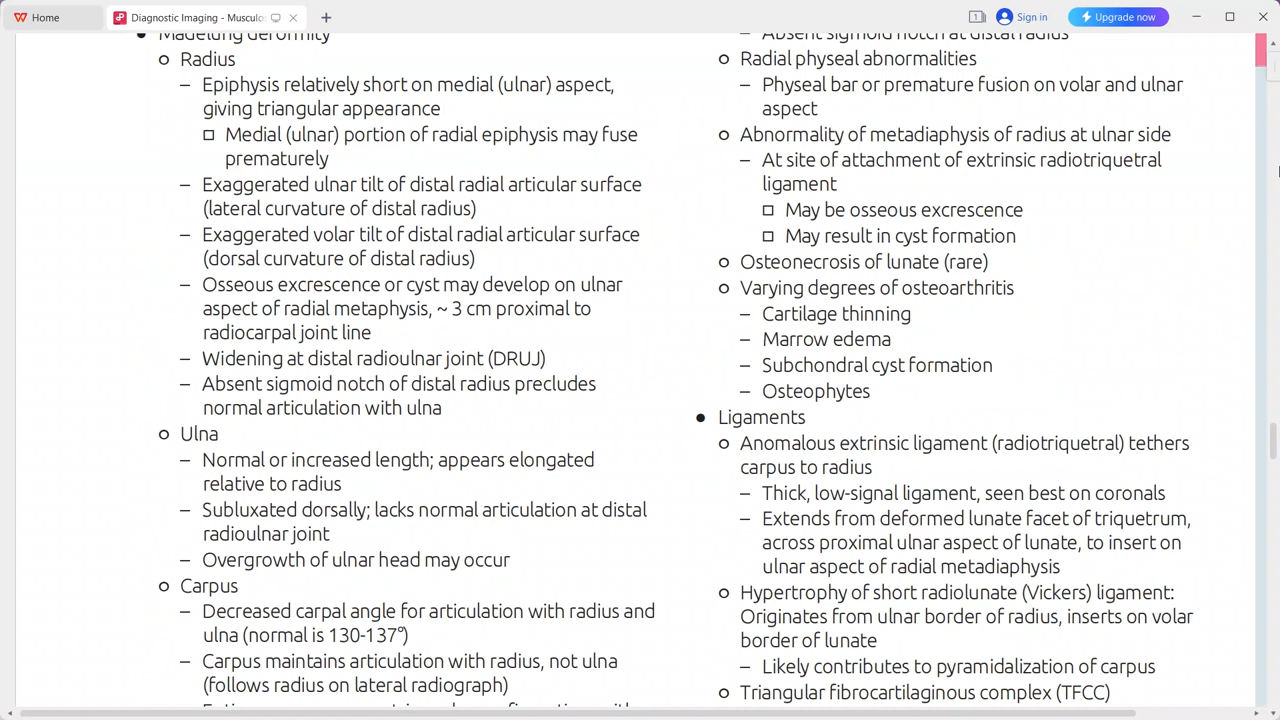 Home
Diagnostic Imaging - Musculo
1
Sign in
Upgrade now
● Madelung deformity
○ Radius
– Epiphysis relatively short on medial (ulnar) aspect,
giving triangular appearance
□ Medial (ulnar) portion of radial epiphysis may fuse
prematurely
– Exaggerated ulnar tilt of distal radial articular surface
(lateral curvature of distal radius)
– Exaggerated volar tilt of distal radial articular surface
(dorsal curvature of distal radius)
– Osseous excrescence or cyst may develop on ulnar
aspect of radial metaphysis, ~ 3 cm proximal to
radiocarpal joint line
– Widening at distal radioulnar joint (DRUJ)
– Absent sigmoid notch of distal radius precludes
normal articulation with ulna
○ Ulna
– Normal or increased length; appears elongated
relative to radius
– Subluxated dorsally; lacks normal articulation at distal
radioulnar joint
– Overgrowth of ulnar head may occur
○ Carpus
– Decreased carpal angle for articulation with radius and
ulna (normal is 130-137°)
– Carpus maintains articulation with radius, not ulna
(follows radius on lateral radiograph)
– Absent sigmoid notch at distal radius
○ Radial physeal abnormalities
– Physeal bar or premature fusion on volar and ulnar
aspect
○ Abnormality of metadiaphysis of radius at ulnar side
– At site of attachment of extrinsic radiotriquetral
ligament
□ May be osseous excrescence
□ May result in cyst formation
○ Osteonecrosis of lunate (rare)
○ Varying degrees of osteoarthritis
– Cartilage thinning
– Marrow edema
– Subchondral cyst formation
– Osteophytes
● Ligaments
○ Anomalous extrinsic ligament (radiotriquetral) tethers
carpus to radius
– Thick, low-signal ligament, seen best on coronals
– Extends from deformed lunate facet of triquetrum,
across proximal ulnar aspect of lunate, to insert on
ulnar aspect of radial metadiaphysis
○ Hypertrophy of short radiolunate (Vickers) ligament:
Originates from ulnar border of radius, inserts on volar
border of lunate
– Likely contributes to pyramidalization of carpus
○ Triangular fibrocartilaginous complex (TFCC)